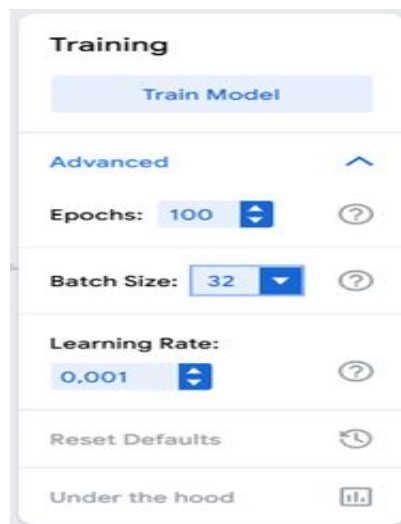 Training
Train Model
Advanced
Epochs: 100
Batch Size: 32
Learning Rate:
0,001
Reset Defaults
Under the hood